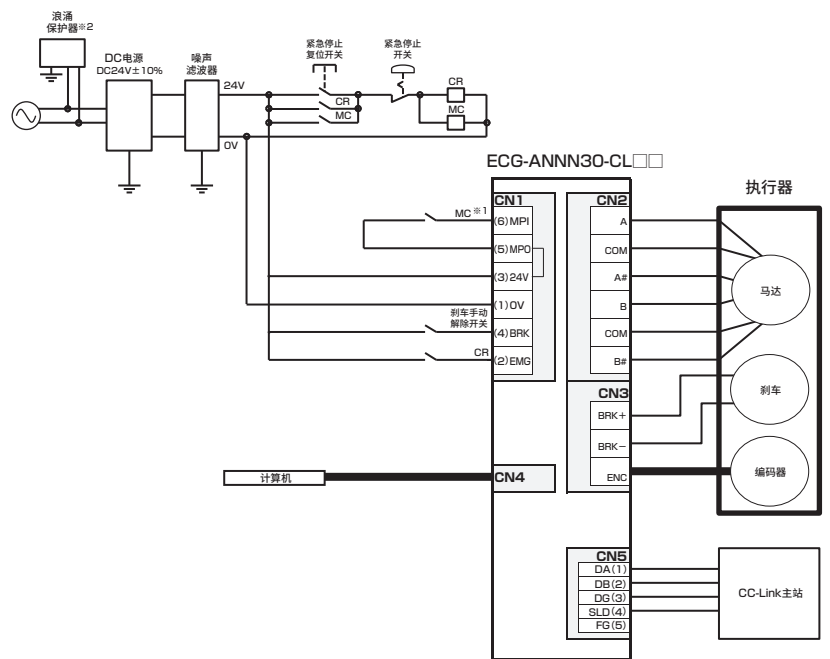 浪涌
保护器※2
DC电源
DC24V±10%
噪声
滤波器
24V
0V
紧急停止
复位开关
紧急停止
开关
CR
MC
CR
MC
ECG-ANNN30-CL□□
CN1
MC※1
(6)MPI
(5)MPO
(3)24V
(1)0V
刹车手动
解除开关
(4)BRK
CR
(2)EMG
CN2
A
COM
A#
B
COM
B#
CN3
BRK+
BRK−
ENC
执行器
马达
刹车
编码器
计算机
CN4
CN5
DA(1)
DB(2)
DG(3)
SLD(4)
FG(5)
CC-Link主站